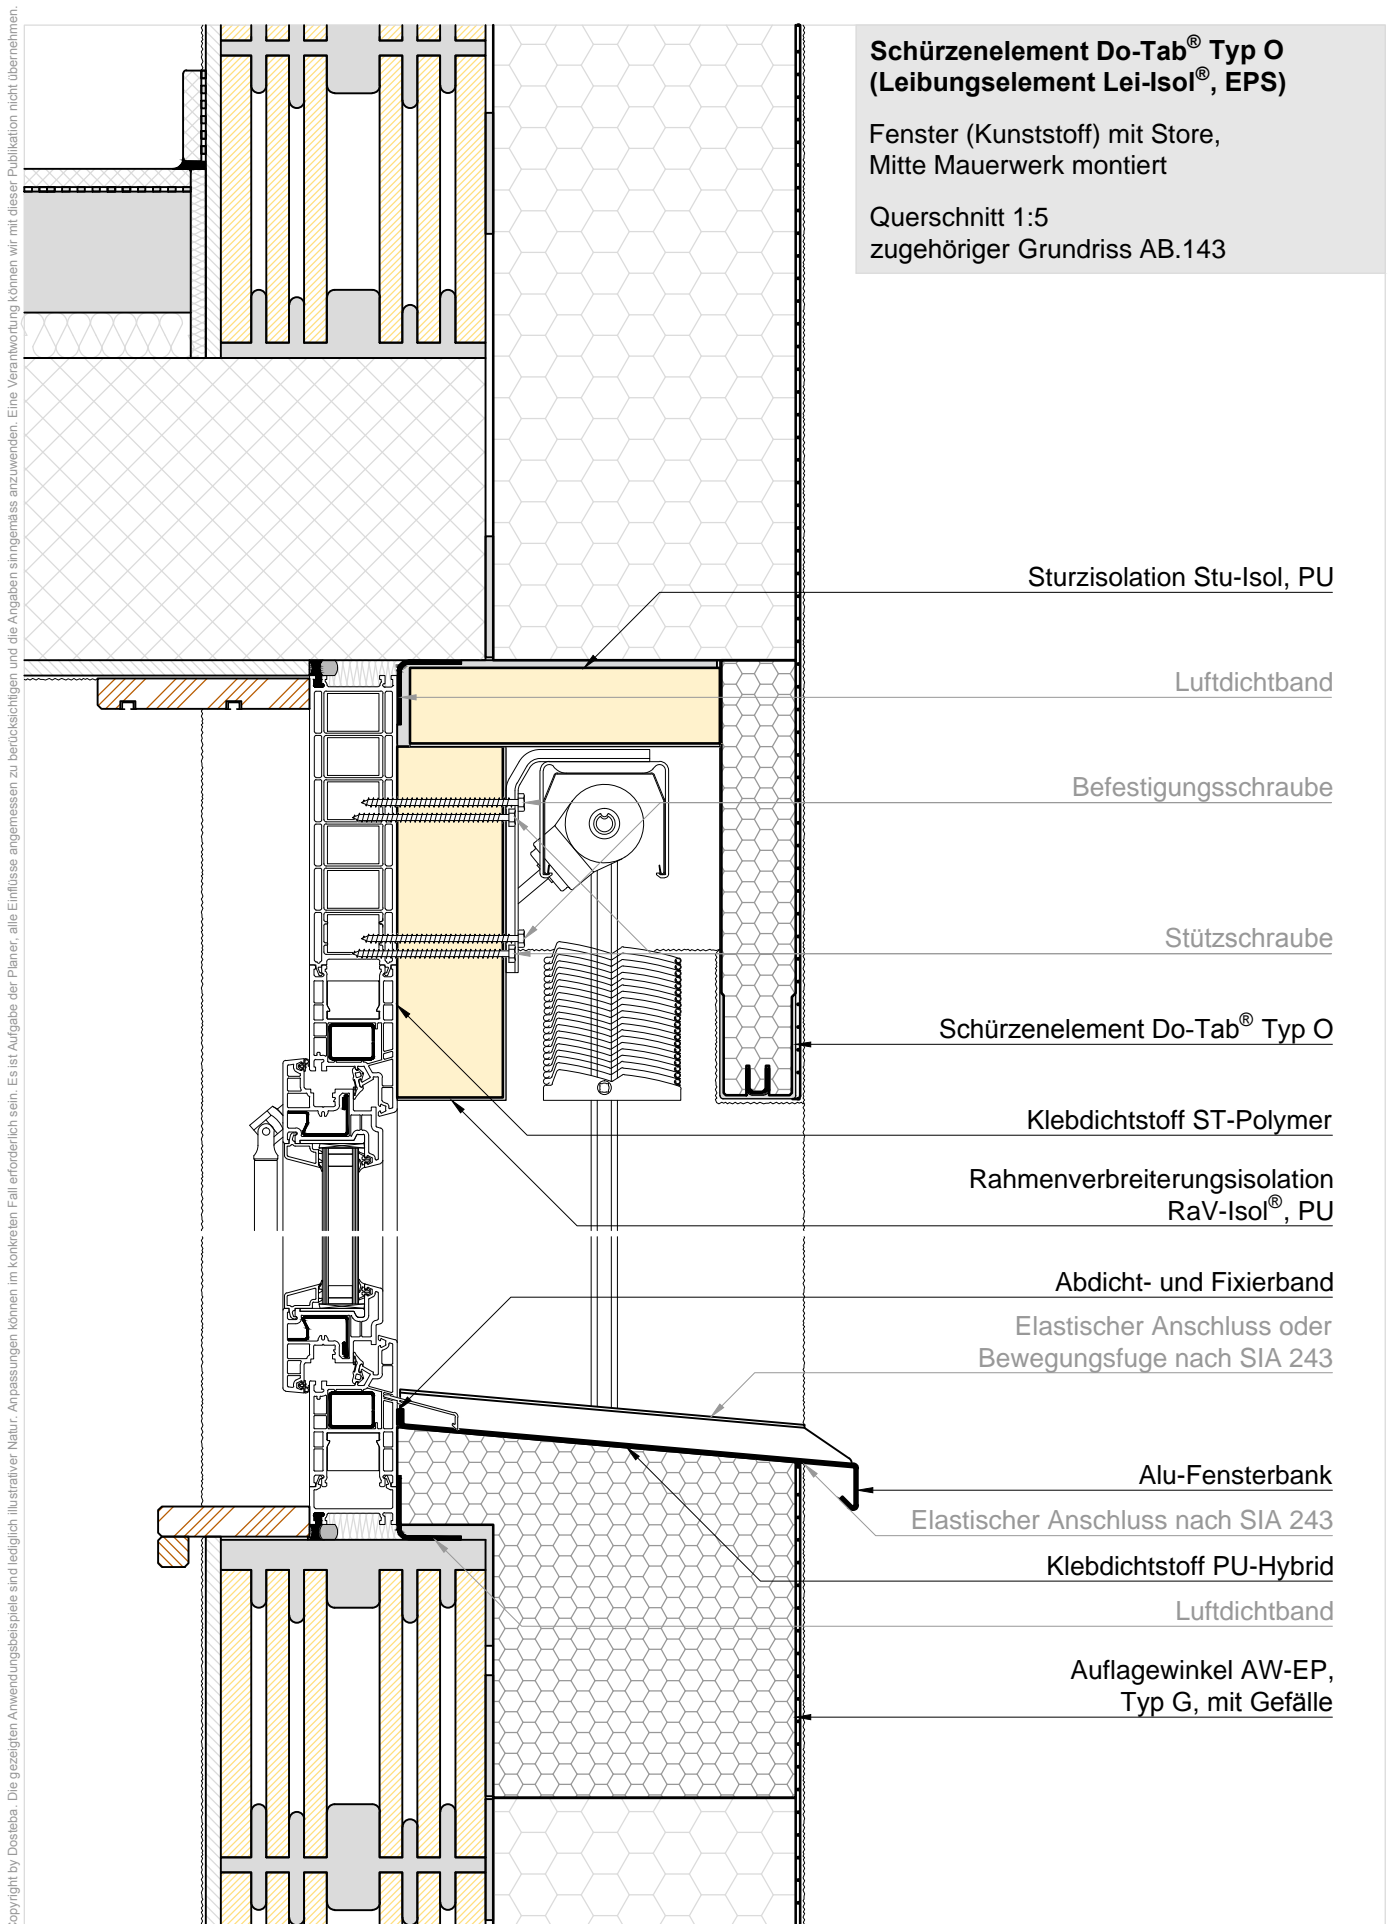 Schürzenelement Do-Tab® Typ O
(Leibungselement Lei-Isol®, EPS)
Fenster (Kunststoff) mit Store,
Mitte Mauerwerk montiert
Querschnitt 1:5
zugehöriger Grundriss AB.143
Sturzisolation Stu-Isol, PU
Luftdichtband
Befestigungsschraube
Stützschraube
Schürzenelement Do-Tab® Typ O
Klebdichtstoff ST-Polymer
Rahmenverbreiterungsisolation
RaV-Isol®, PU
Abdicht- und Fixierband
Elastischer Anschluss oder
Bewegungsfuge nach SIA 243
Alu-Fensterbank
Elastischer Anschluss nach SIA 243
Klebdichtstoff PU-Hybrid
Luftdichtband
Auflagewinkel AW-EP,
Typ G, mit Gefälle
Copyright by Dosteba. Die gezeigten Anwendungsbeispiele sind lediglich illustrativer Natur. Anpassungen können im konkreten Fall erforderlich sein. Es ist Aufgabe der Planer, alle Einflüsse angemessen zu berücksichtigen und die Angaben sinngemäss anzuwenden. Eine Verantwortung können wir mit dieser Publikation nicht übernehmen.